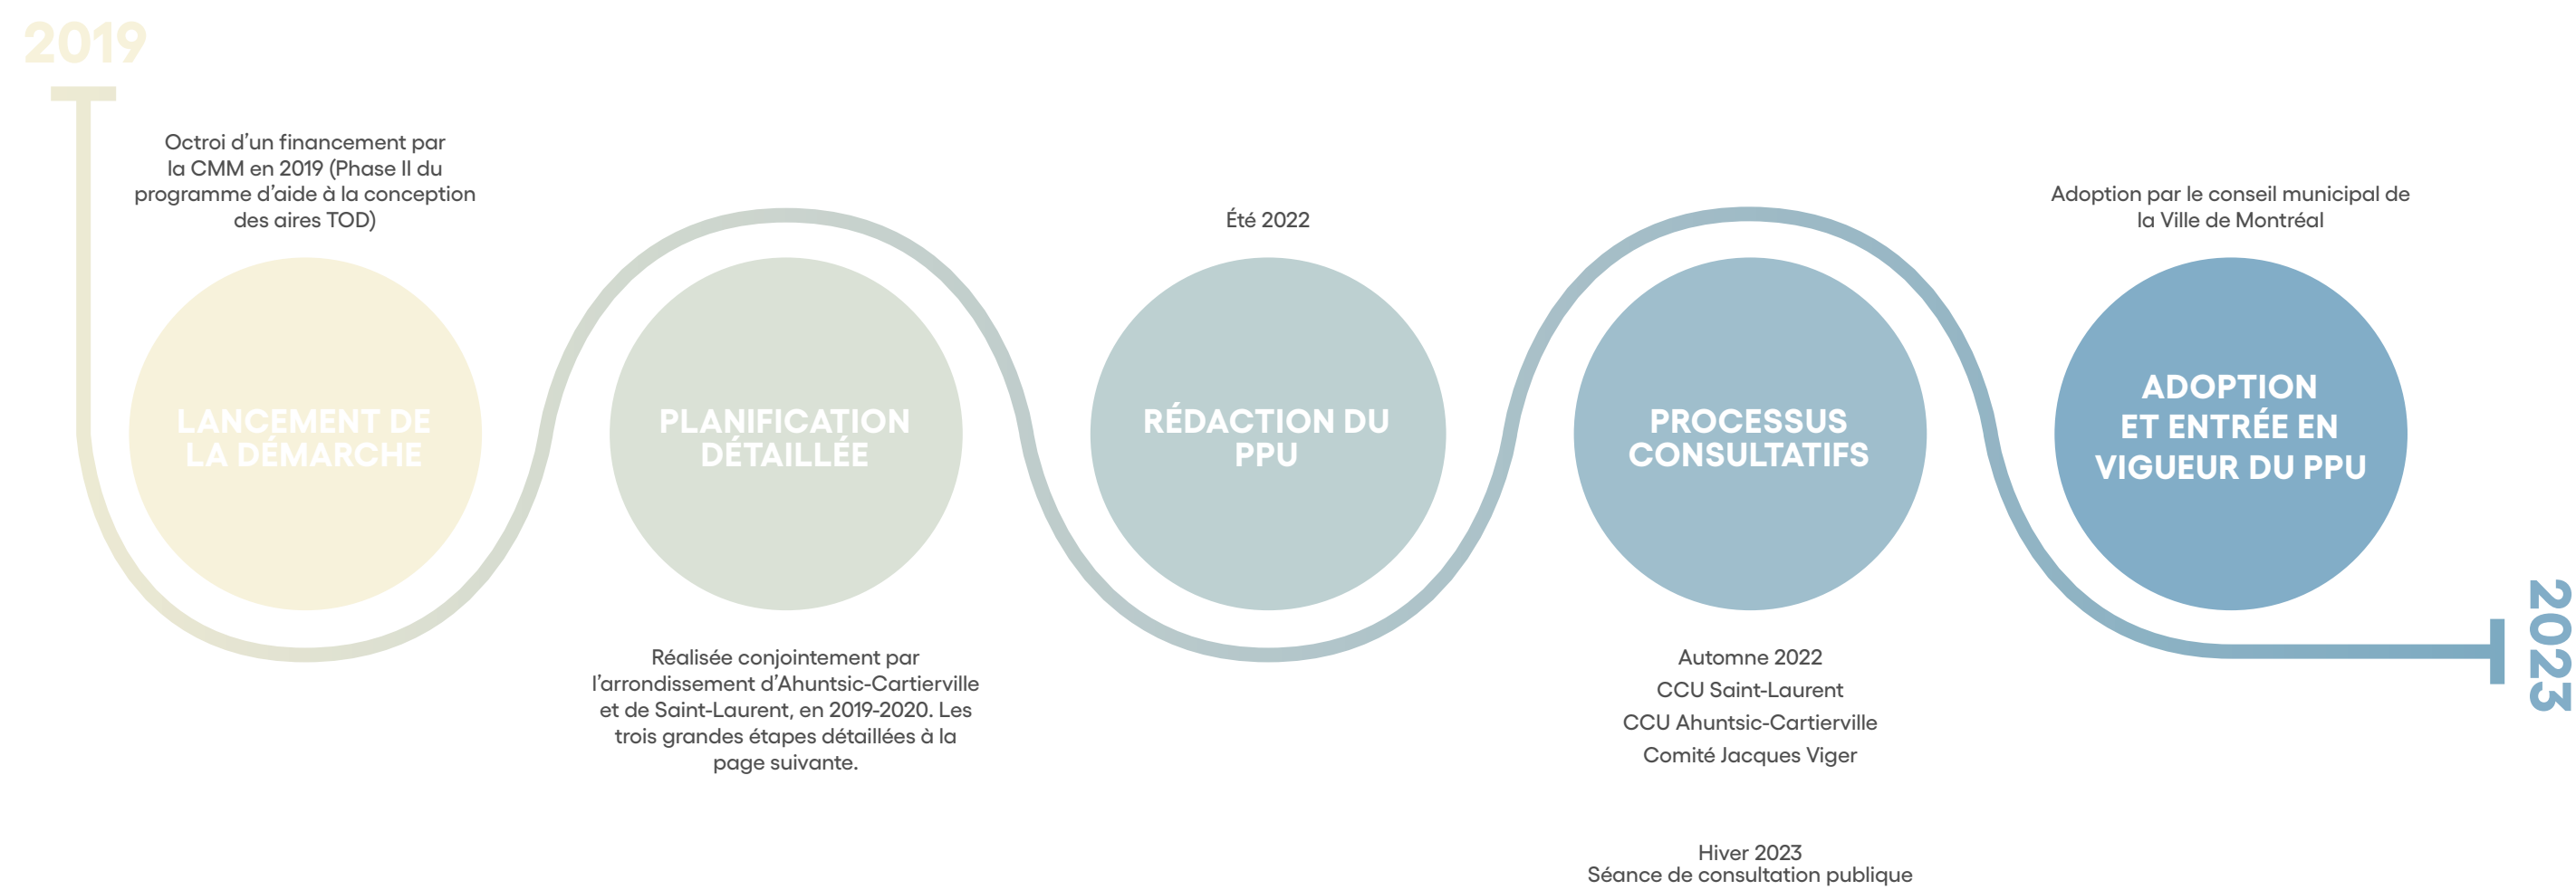 2019
Octroi d’un financement par
la CMM en 2019 (Phase II du
programme d’aide à la conception
des aires TOD)
LANCEMENT DE
LA DÉMARCHE
PLANIFICATION
DÉTAILLÉE
Réalisée conjointement par
l’arrondissement d’Ahuntsic-Cartierville
et de Saint-Laurent, en 2019-2020. Les
trois grandes étapes détaillées à la
page suivante.
Été 2022
RÉDACTION DU
PPU
PROCESSUS
CONSULTATIFS
Automne 2022
CCU Saint-Laurent
CCU Ahuntsic-Cartierville
Comité Jacques Viger
Hiver 2023
Séance de consultation publique
Adoption par le conseil municipal de
la Ville de Montréal
ADOPTION
ET ENTRÉE EN
VIGUEUR DU PPU
2023